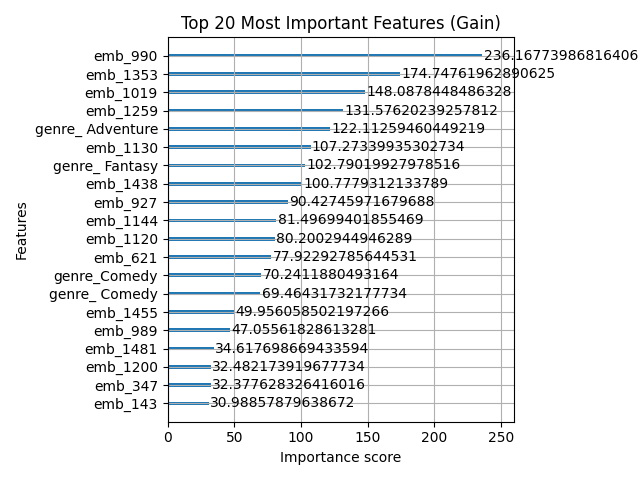 Top 20 Most Important Features (Gain)
Features
emb_990 236.16773986816406
emb_1353 174.74761962890625
emb_1019 148.0878448486328
emb_1259 131.57620239257812
genre_ Adventure 122.11259460449219
emb_1130 107.27339935302734
genre_ Fantasy 102.79019927978516
emb_1438 100.7779312133789
emb_927 90.42745971679688
emb_1144 81.49699401855469
emb_1120 80.2002944946289
emb_621 77.92292785644531
genre_Comedy 70.2411880493164
genre_ Comedy 69.46431732177734
emb_1455 49.956058502197266
emb_989 47.05561828613281
emb_1481 34.617698669433594
emb_1200 32.482173919677734
emb_347 32.377628326416016
emb_143 30.98857879638672
0 50 100 150 200 250
Importance score